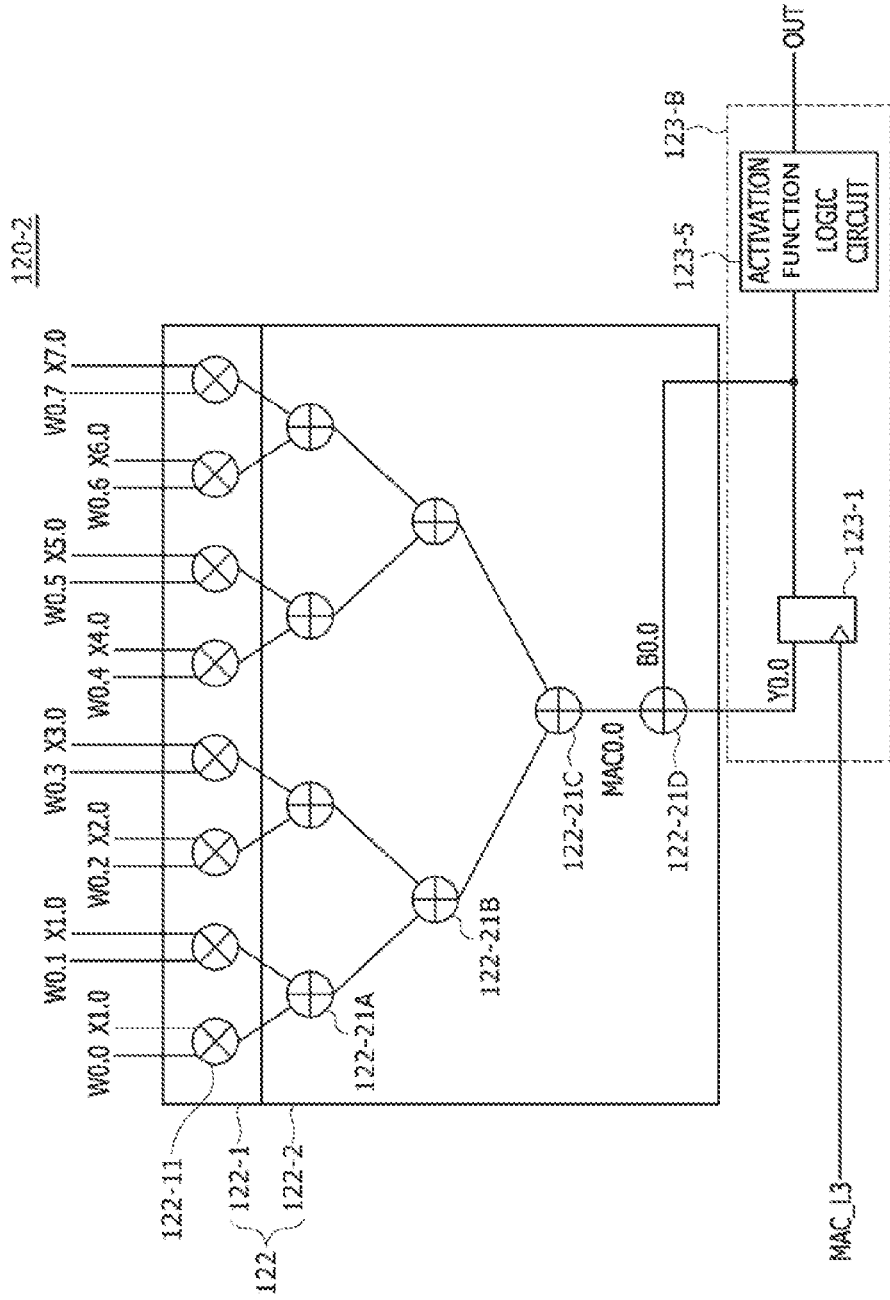 120-2
W0.0 X1.0
W0.1 X1.0
W0.2 X2.0
W0.3 X3.0
W0.4 X4.0
W0.5 X5.0
W0.6 X6.0
W0.7 X7.0
122-11
122-1
122
122-2
122-21A
122-21B
122-21C
MAC0.0
122-21D
B0.0
Y0.0
123-1
123-B
123-5
ACTIVATION
FUNCTION
LOGIC
CIRCUIT
OUT
MAC_L3